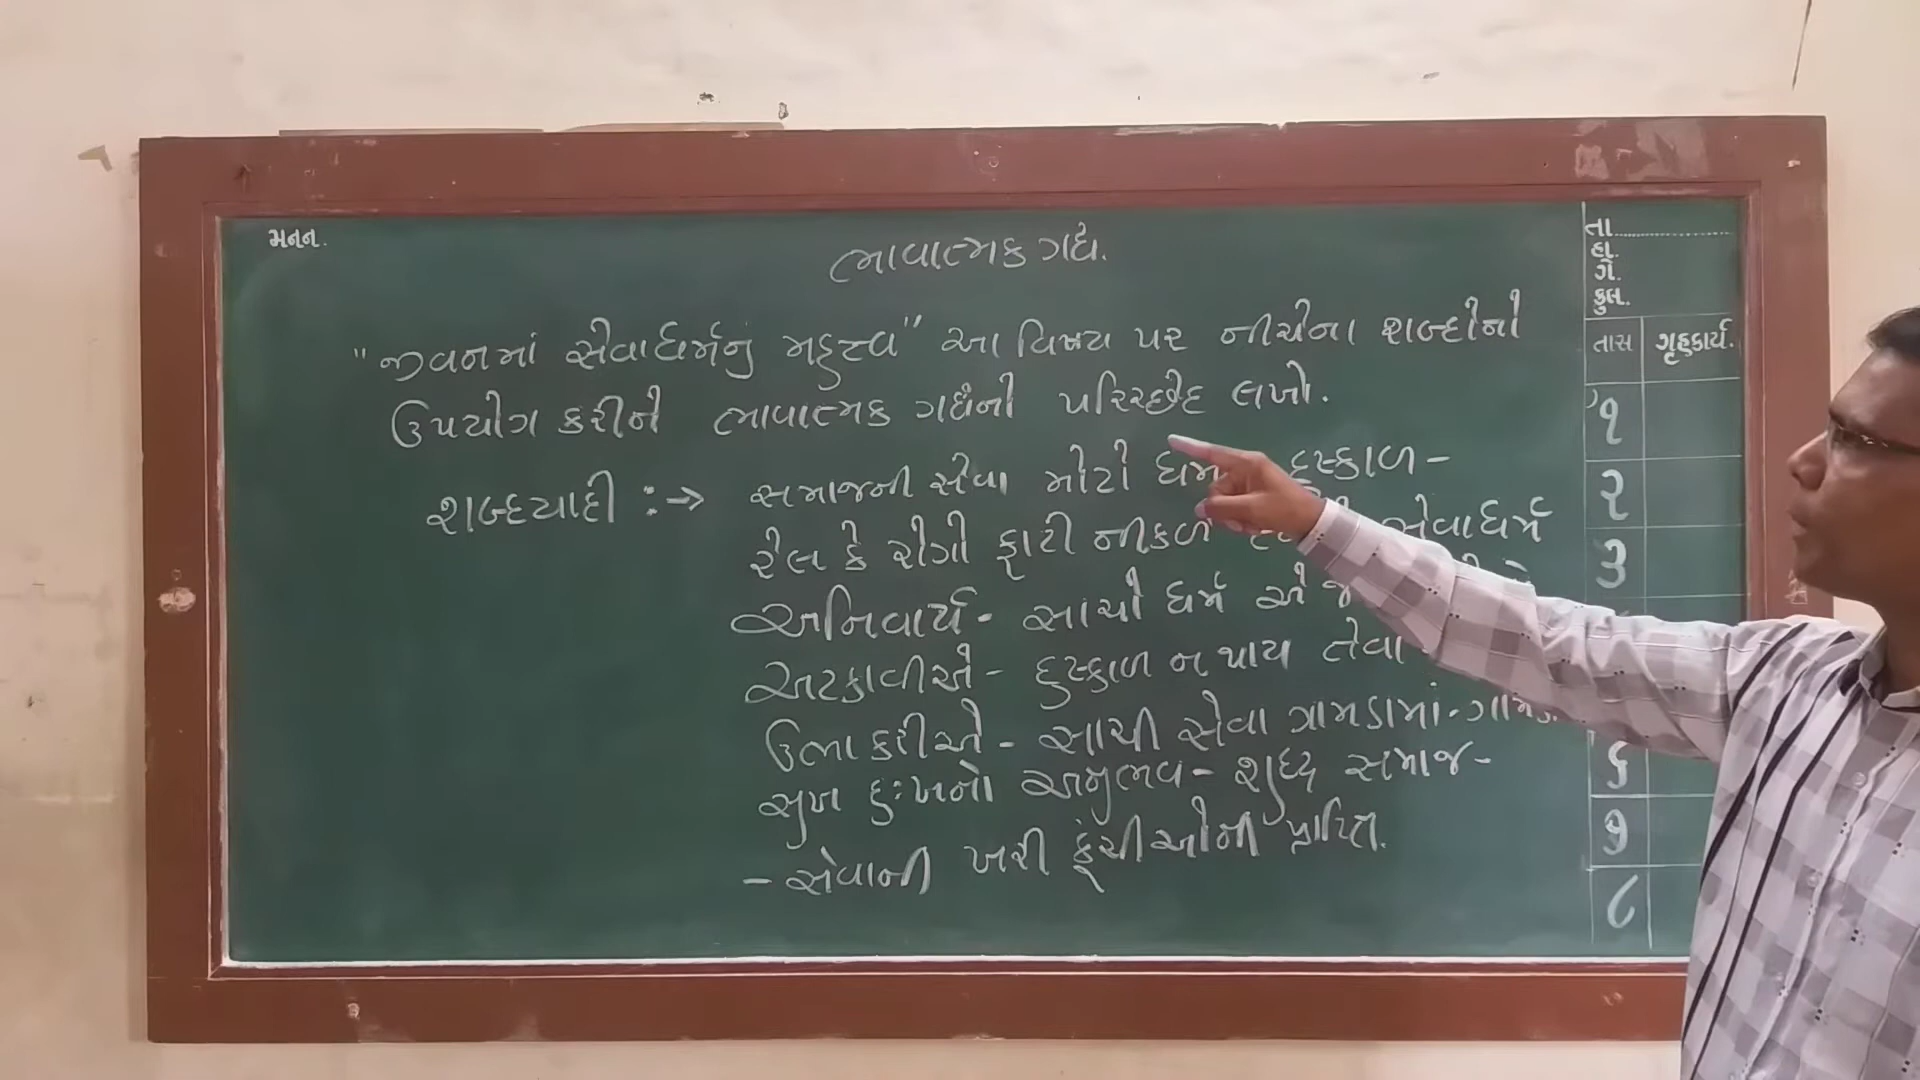 મનન.
ભાવાત્મક ગદ્ય.
"જીવનમાં સેવાધર્મનું મહત્ત્વ" આ વિષય પર નીચેના શબ્દોનો
ઉપયોગ કરીને ભાવાત્મક ગદ્યનો પરિચ્છેદ લખો.
શબ્દયાદી :→ સમાજની સેવા મોટો દુષ્કાળ-
રેલ કે રોગો ફાટી નીકળે સેવાધર્મ
અનિવાર્ય- સાચો ધર્મ એ જ
અટકાવીએ- દુષ્કાળ ન થાય તેવા
ઉભા કરીએ- સાચી સેવા ગામડામાં-
સુખ દુઃખનો અનુભવ- શુદ્ધ સમાજ-
- સેવાની ખરી કૂંચીઓની પ્રાપ્તિ.
તા...................
હા.
ગે.
કુલ.
તાસ ગૃહકાર્ય.
૧
૨
૩
૬
૭
૮